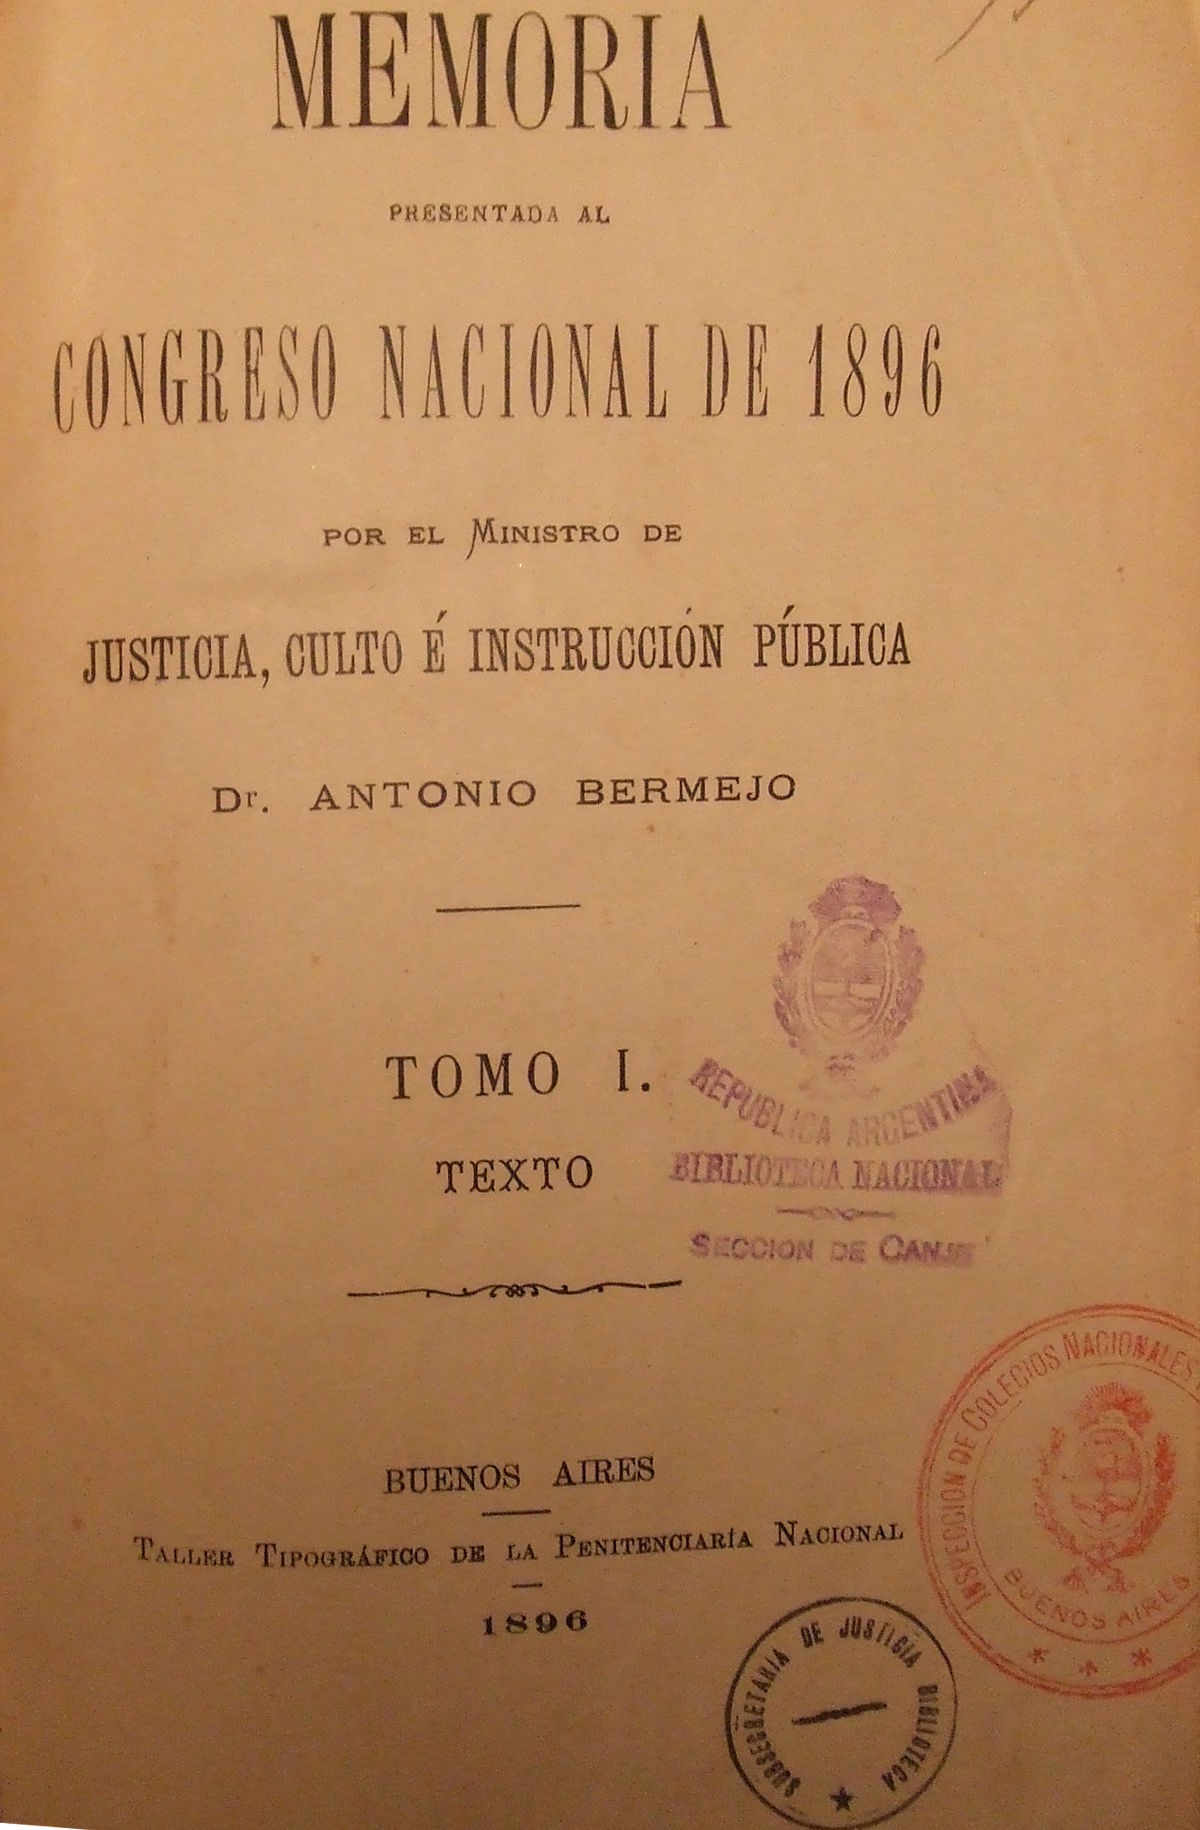 MEMORIA
PRESENTADA AL
CONGRESO NACIONAL DE 1896
POR EL MINISTRO DE
JUSTICIA, CULTO É INSTRUCCIÓN PÚBLICA
Dr. ANTONIO BERMEJO
TOMO I.
TEXTO
REPUBLICA ARGENTINA
BIBLIOTECA NACIONAL
SECCION DE CANJE
BUENOS AIRES
TALLER TIPOGRÁFICO DE LA PENITENCIARÍA NACIONAL
1896
INSPECCION DE COLEGIOS NACIONALES
BUENOS AIRES
SUBSECRETARIA DE JUSTICIA BIBLIOTECA